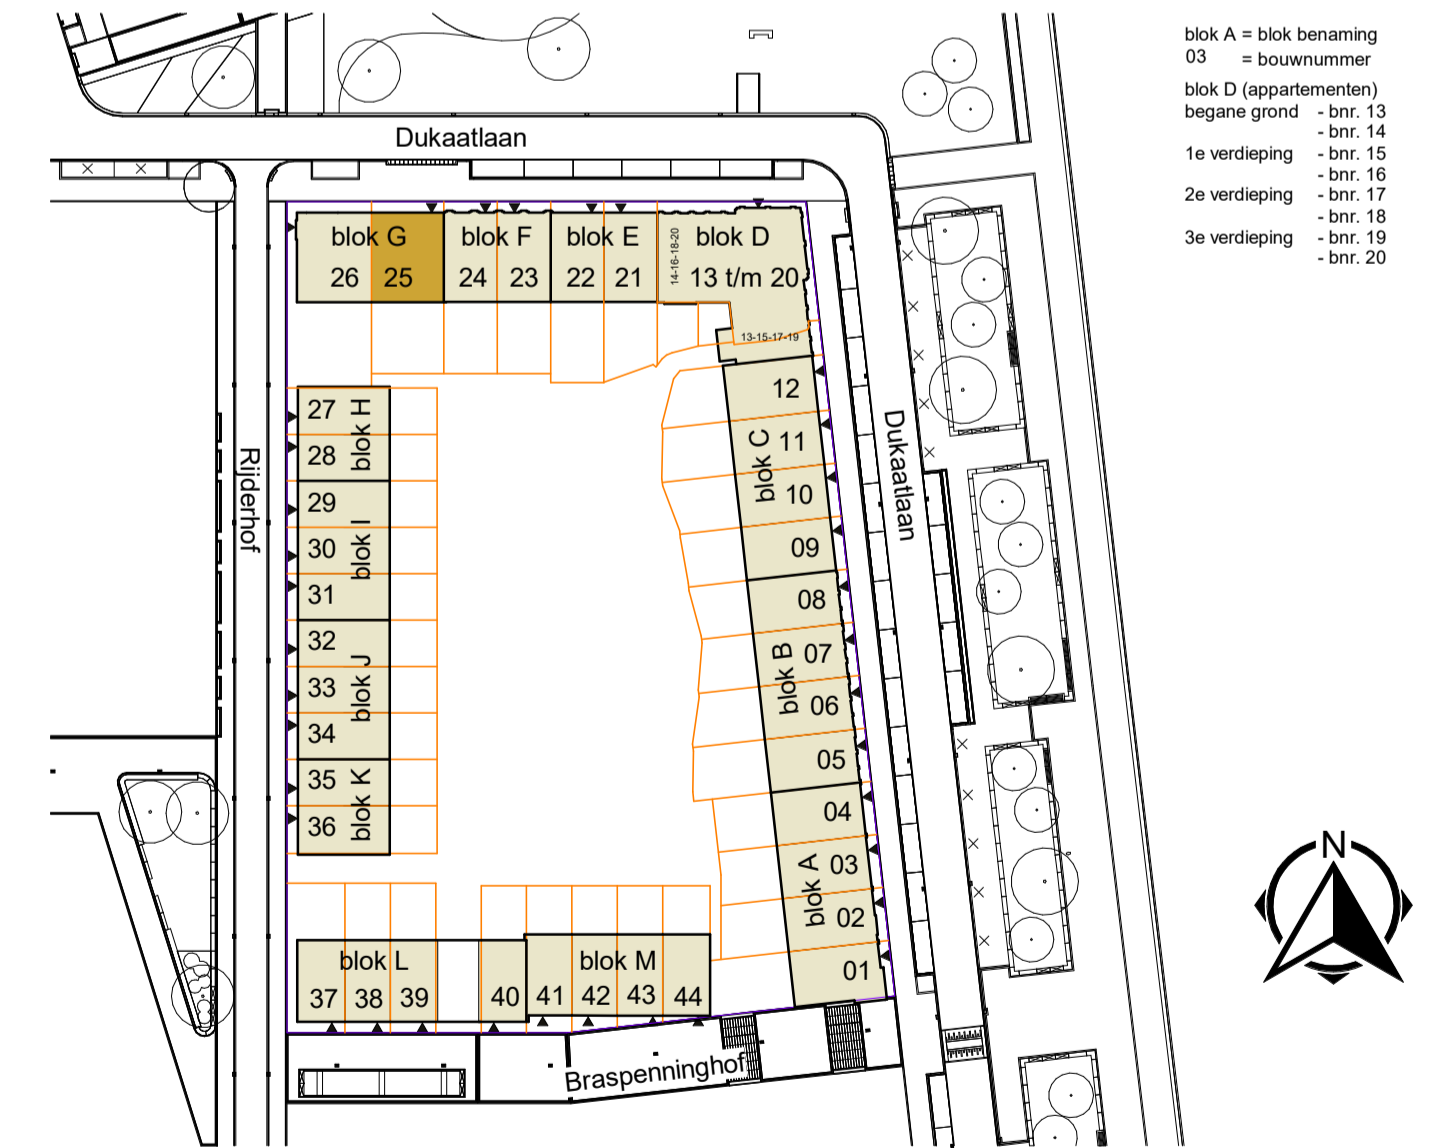 blok A = blok benaming
03 = bouwnummer
blok D (appartementen)
begane grond - bnr. 13
- bnr. 14
1e verdieping - bnr. 15
- bnr. 16
2e verdieping - bnr. 17
- bnr. 18
3e verdieping - bnr. 19
- bnr. 20
Dukaatlaan
blok G
26 25
blok F
24 23
blok E
22 21
blok D
14-16-18-20
13 t/m 20
13-15-17-19
Rijderhof
27
28
blok H
29
30
31
blok I
32
33
34
blok J
35
36
blok K
12
11
10
09
blok C
08
07
06
05
blok B
04
03
02
01
blok A
Dukaatlaan
blok L
37 38 39 40
blok M
41 42 43 44
Braspenninghof
N